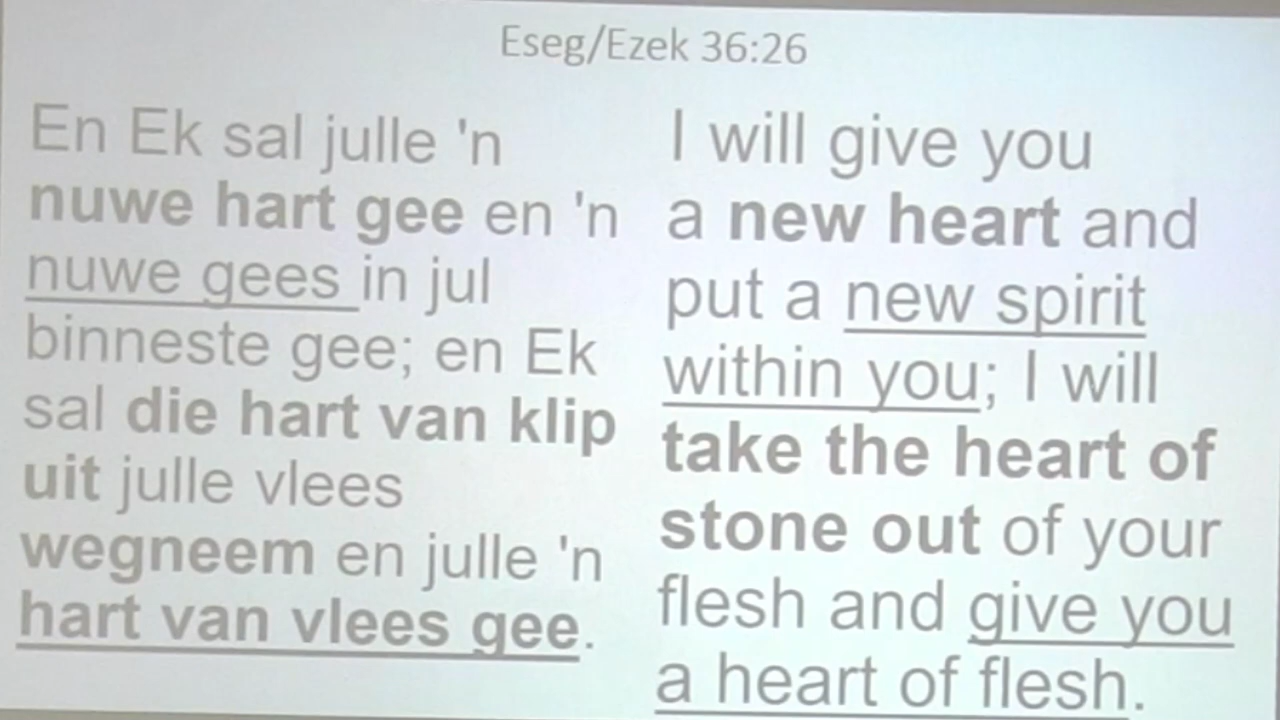 Eseg/Ezek 36:26
En Ek sal julle 'n
nuwe hart gee en 'n
nuwe gees in jul
binneste gee; en Ek
sal die hart van klip
uit julle vlees
wegneem en julle 'n
hart van vlees gee.
I will give you
a new heart and
put a new spirit
within you; I will
take the heart of
stone out of your
flesh and give you
a heart of flesh.